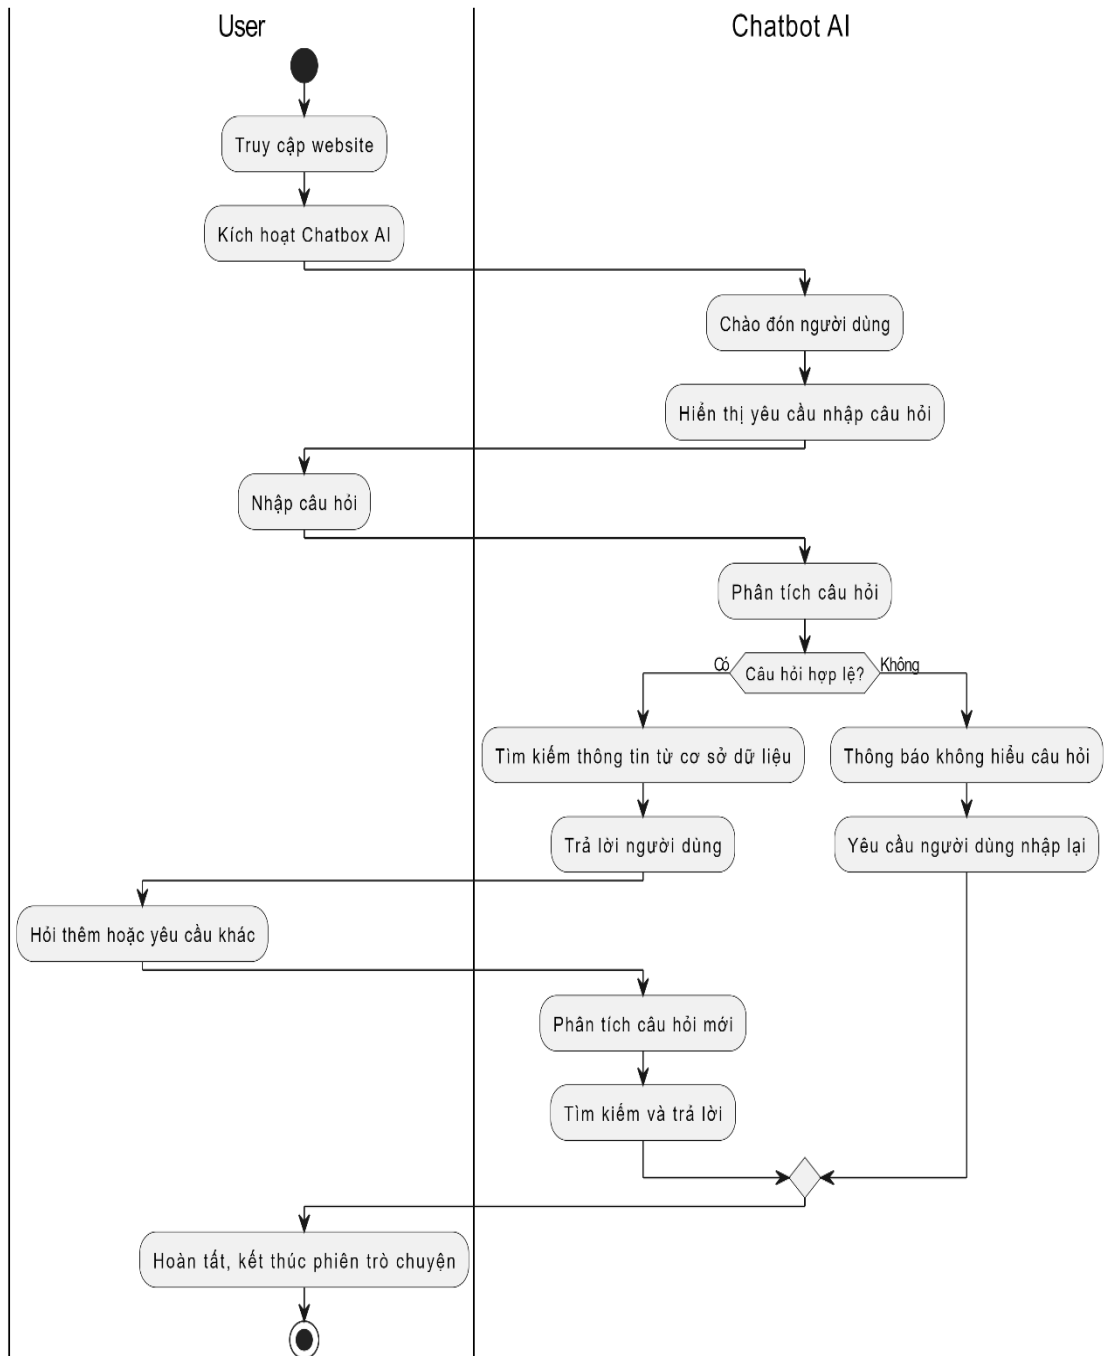 User
Chatbot AI
Truy cập website
Kích hoạt Chatbox AI
Chào đón người dùng
Hiển thị yêu cầu nhập câu hỏi
Nhập câu hỏi
Phân tích câu hỏi
Có
Câu hỏi hợp lệ?
Không
Tìm kiếm thông tin từ cơ sở dữ liệu
Thông báo không hiểu câu hỏi
Trả lời người dùng
Yêu cầu người dùng nhập lại
Hỏi thêm hoặc yêu cầu khác
Phân tích câu hỏi mới
Tìm kiếm và trả lời
Hoàn tất, kết thúc phiên trò chuyện